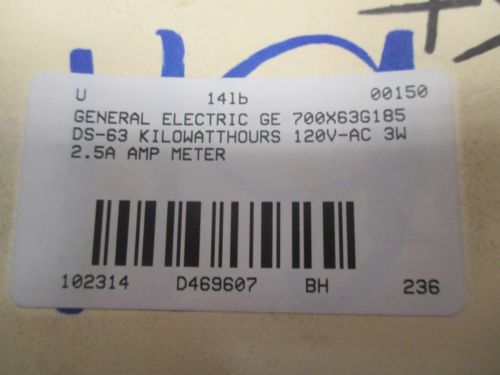 U 14lb 00150
GENERAL ELECTRIC GE 700X63G185
DS-63 KILOWATTHOURS 120V-AC 3W
2.5A AMP METER
102314 D469607 BH 236